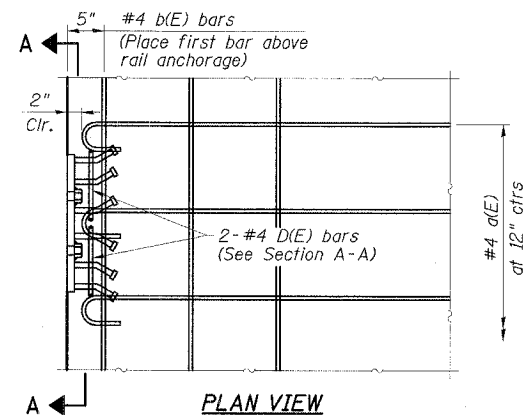 5" #4 b(E) bars
A (Place first bar above
rail anchorage)
2"
Clr.
2-#4 D(E) bars
(See Section A-A)
#4 a(E)
at 12" ctrs
A
PLAN VIEW